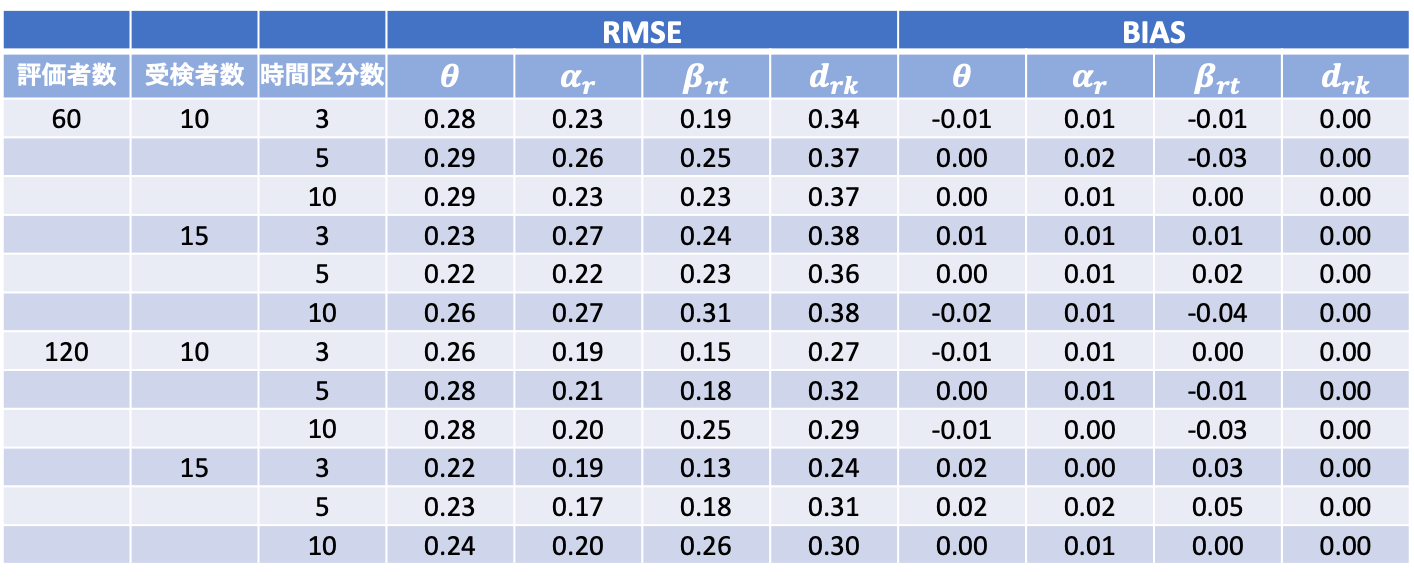 RMSE BIAS
評価者数 受検者数 時間区分数 θ αr βrt drk θ αr βrt drk
60 10 3 0.28 0.23 0.19 0.34 -0.01 0.01 -0.01 0.00
5 0.29 0.26 0.25 0.37 0.00 0.02 -0.03 0.00
10 0.29 0.23 0.23 0.37 0.00 0.01 0.00 0.00
15 3 0.23 0.27 0.24 0.38 0.01 0.01 0.01 0.00
5 0.22 0.22 0.23 0.36 0.00 0.01 0.02 0.00
10 0.26 0.27 0.31 0.38 -0.02 0.01 -0.04 0.00
120 10 3 0.26 0.19 0.15 0.27 -0.01 0.01 0.00 0.00
5 0.28 0.21 0.18 0.32 0.00 0.01 -0.01 0.00
10 0.28 0.20 0.25 0.29 -0.01 0.00 -0.03 0.00
15 3 0.22 0.19 0.13 0.24 0.02 0.00 0.03 0.00
5 0.23 0.17 0.18 0.31 0.02 0.02 0.05 0.00
10 0.24 0.20 0.26 0.30 0.00 0.01 0.00 0.00